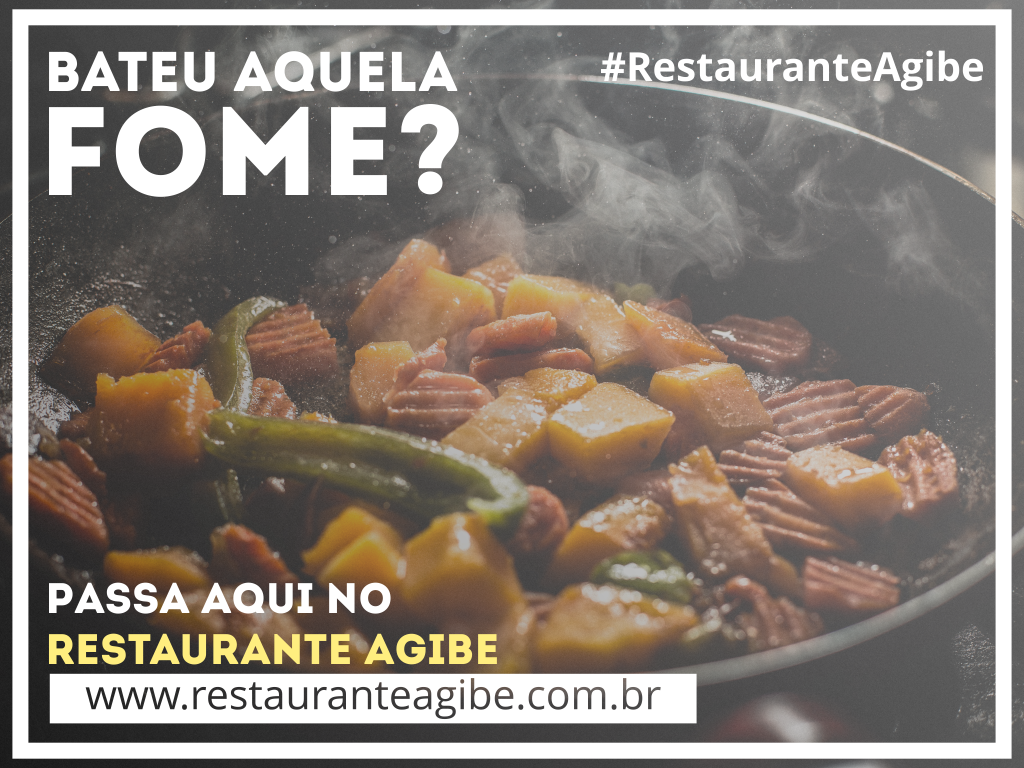 BATEU AQUELA
FOME?
#RestauranteAgibe
PASSA AQUI NO
RESTAURANTE AGIBE
www.restauranteagibe.com.br